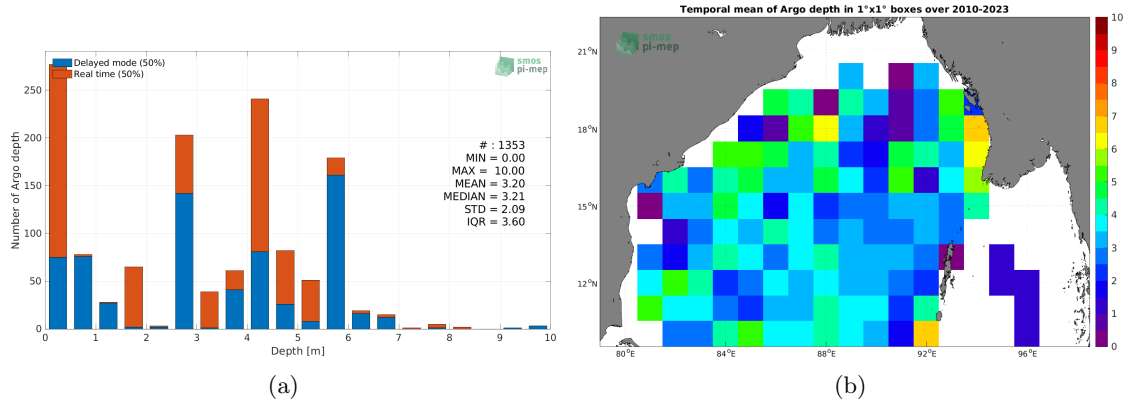 Temporal mean of Argo depth in 1°x1° boxes over 2010-2023
Delayed mode (50%)
Real time (50%)
smos
pi-mep
# : 1353
MIN = 0.00
MAX = 10.00
MEAN = 3.20
MEDIAN = 3.21
STD = 2.09
IQR = 3.60
Number of Argo depth
250
200
150
100
50
0
0 1 2 3 4 5 6 7 8 9 10
Depth [m]
(a)
smos
pi-mep
21°N
18°N
15°N
12°N
80°E 84°E 88°E 92°E 96°E
10
9
8
7
6
5
4
3
2
1
0
(b)